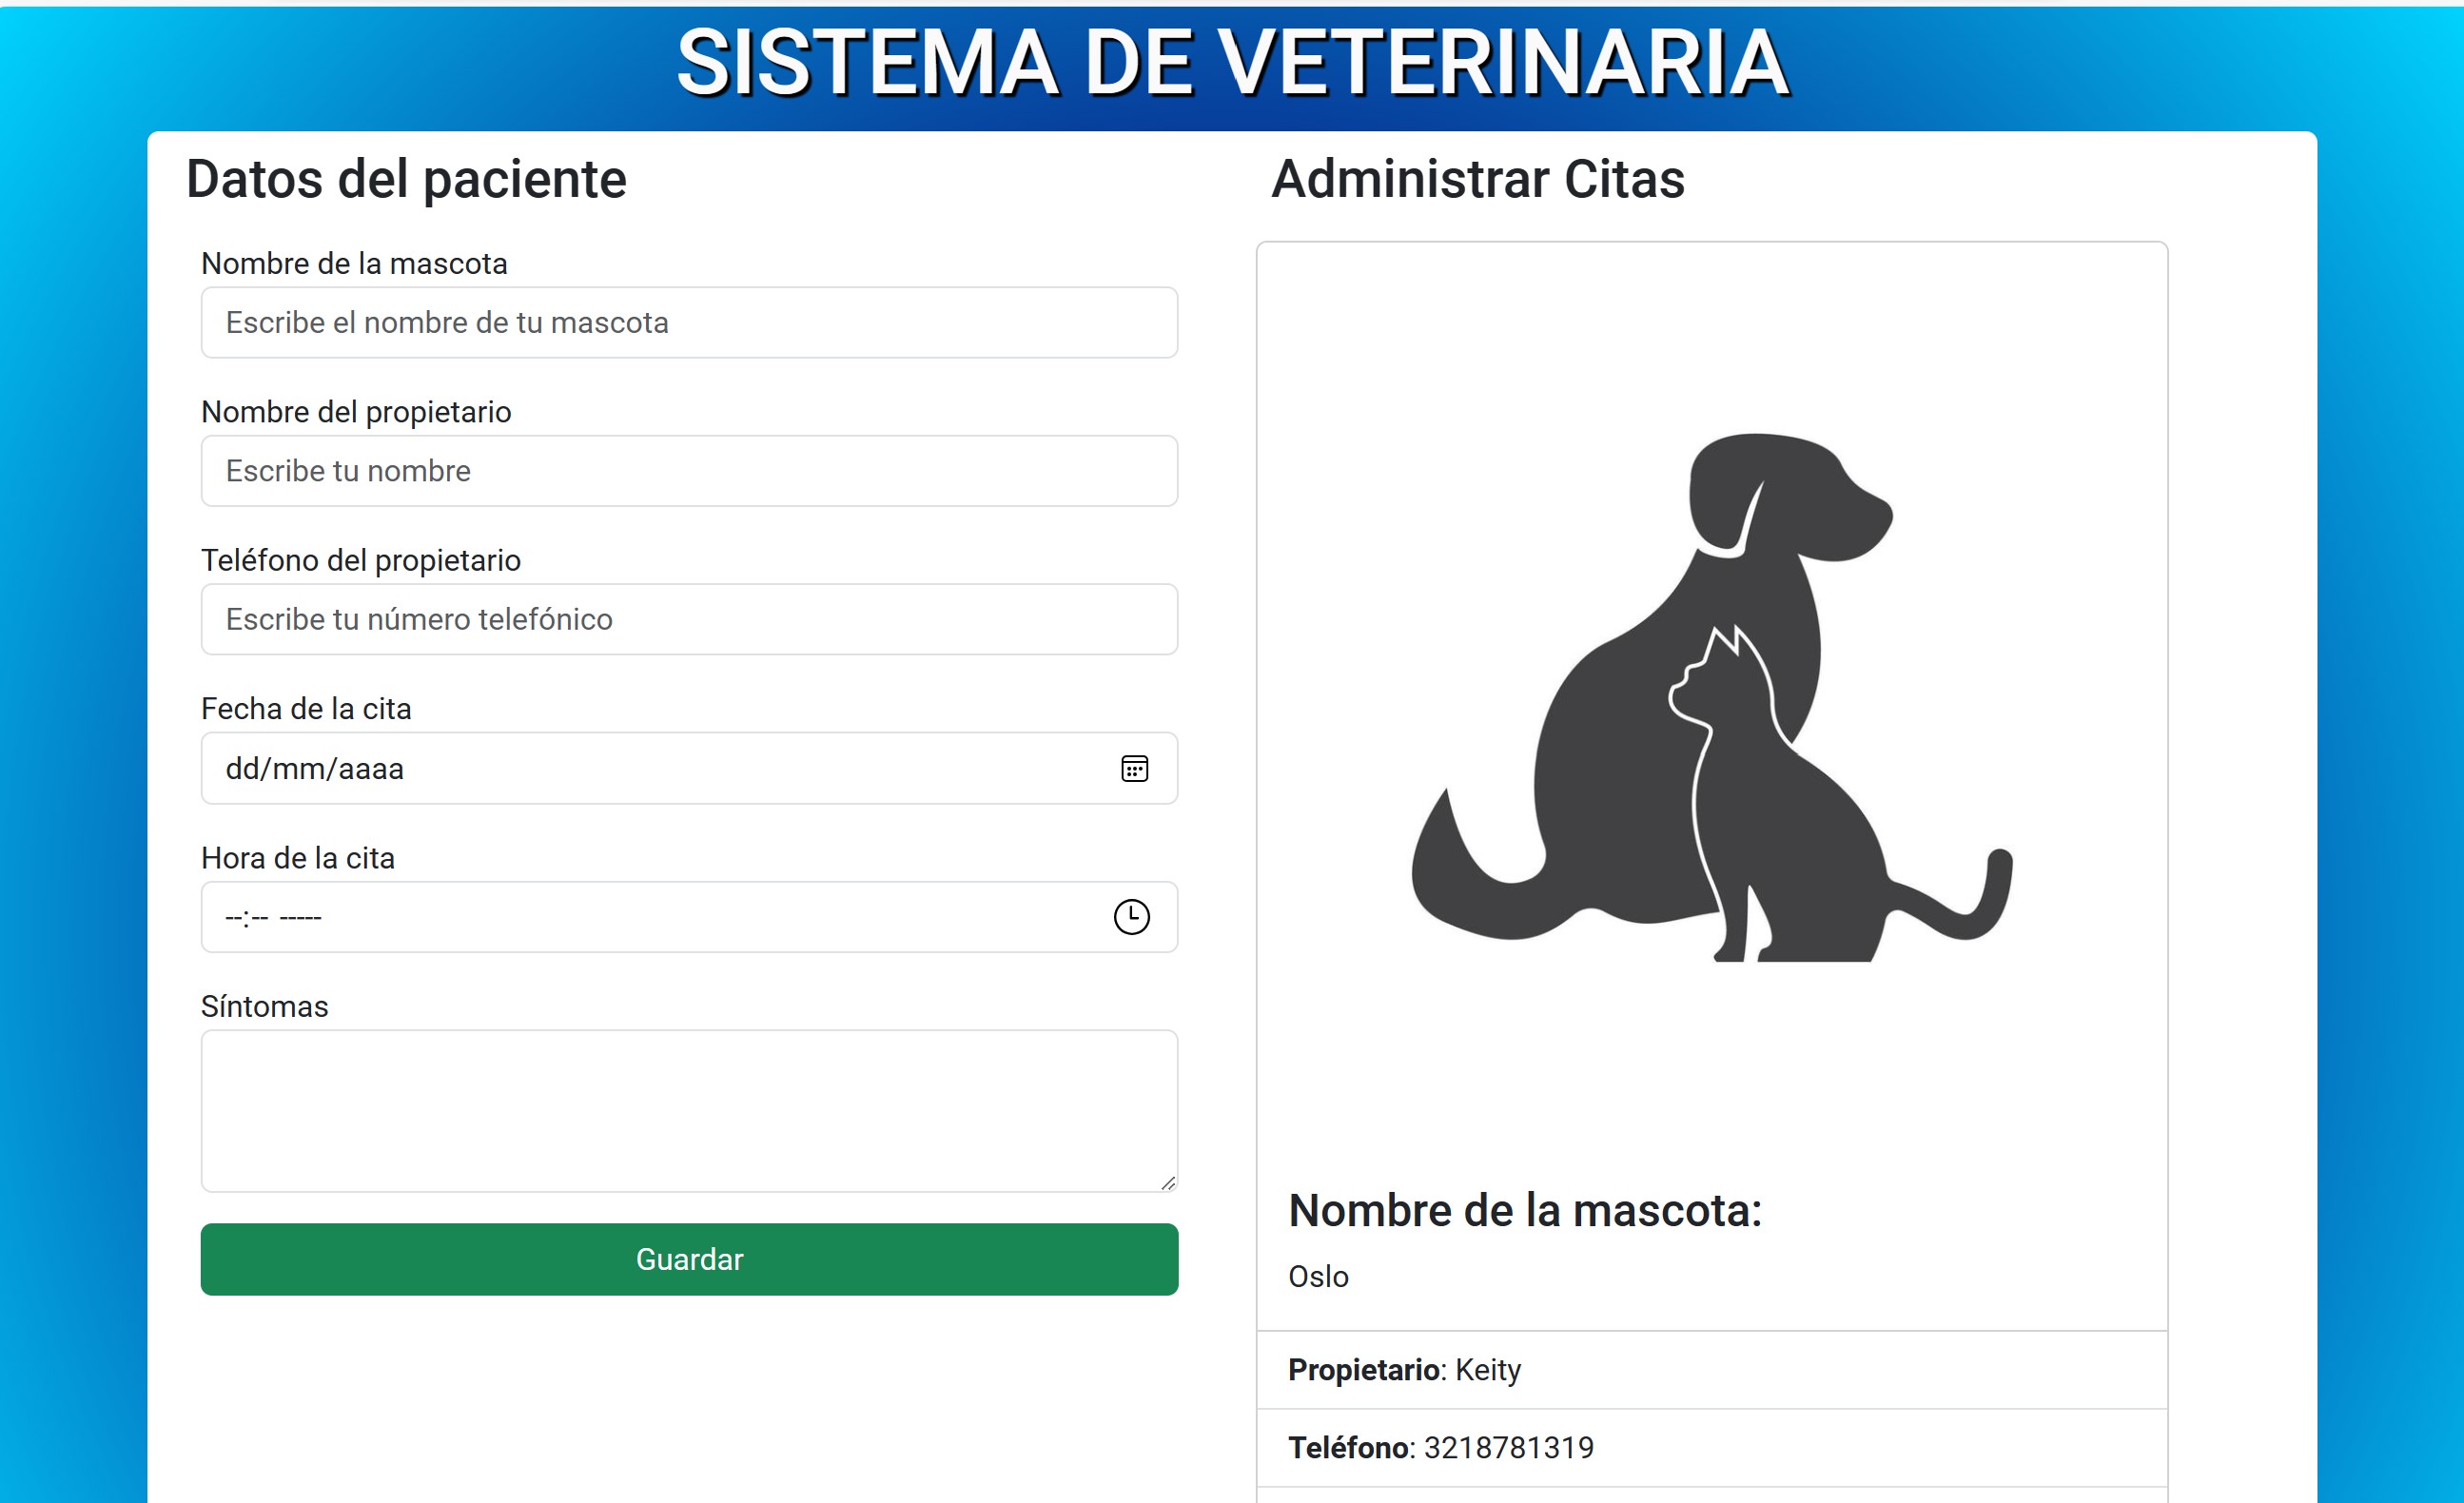 SISTEMA DE VETERINARIA
Datos del paciente
Nombre de la mascota
Escribe el nombre de tu mascota
Nombre del propietario
Escribe tu nombre
Teléfono del propietario
Escribe tu número telefónico
Fecha de la cita
dd/mm/aaaa
Hora de la cita
--:-- -----
Síntomas
Guardar
Administrar Citas
Nombre de la mascota:
Oslo
Propietario: Keity
Teléfono: 3218781319